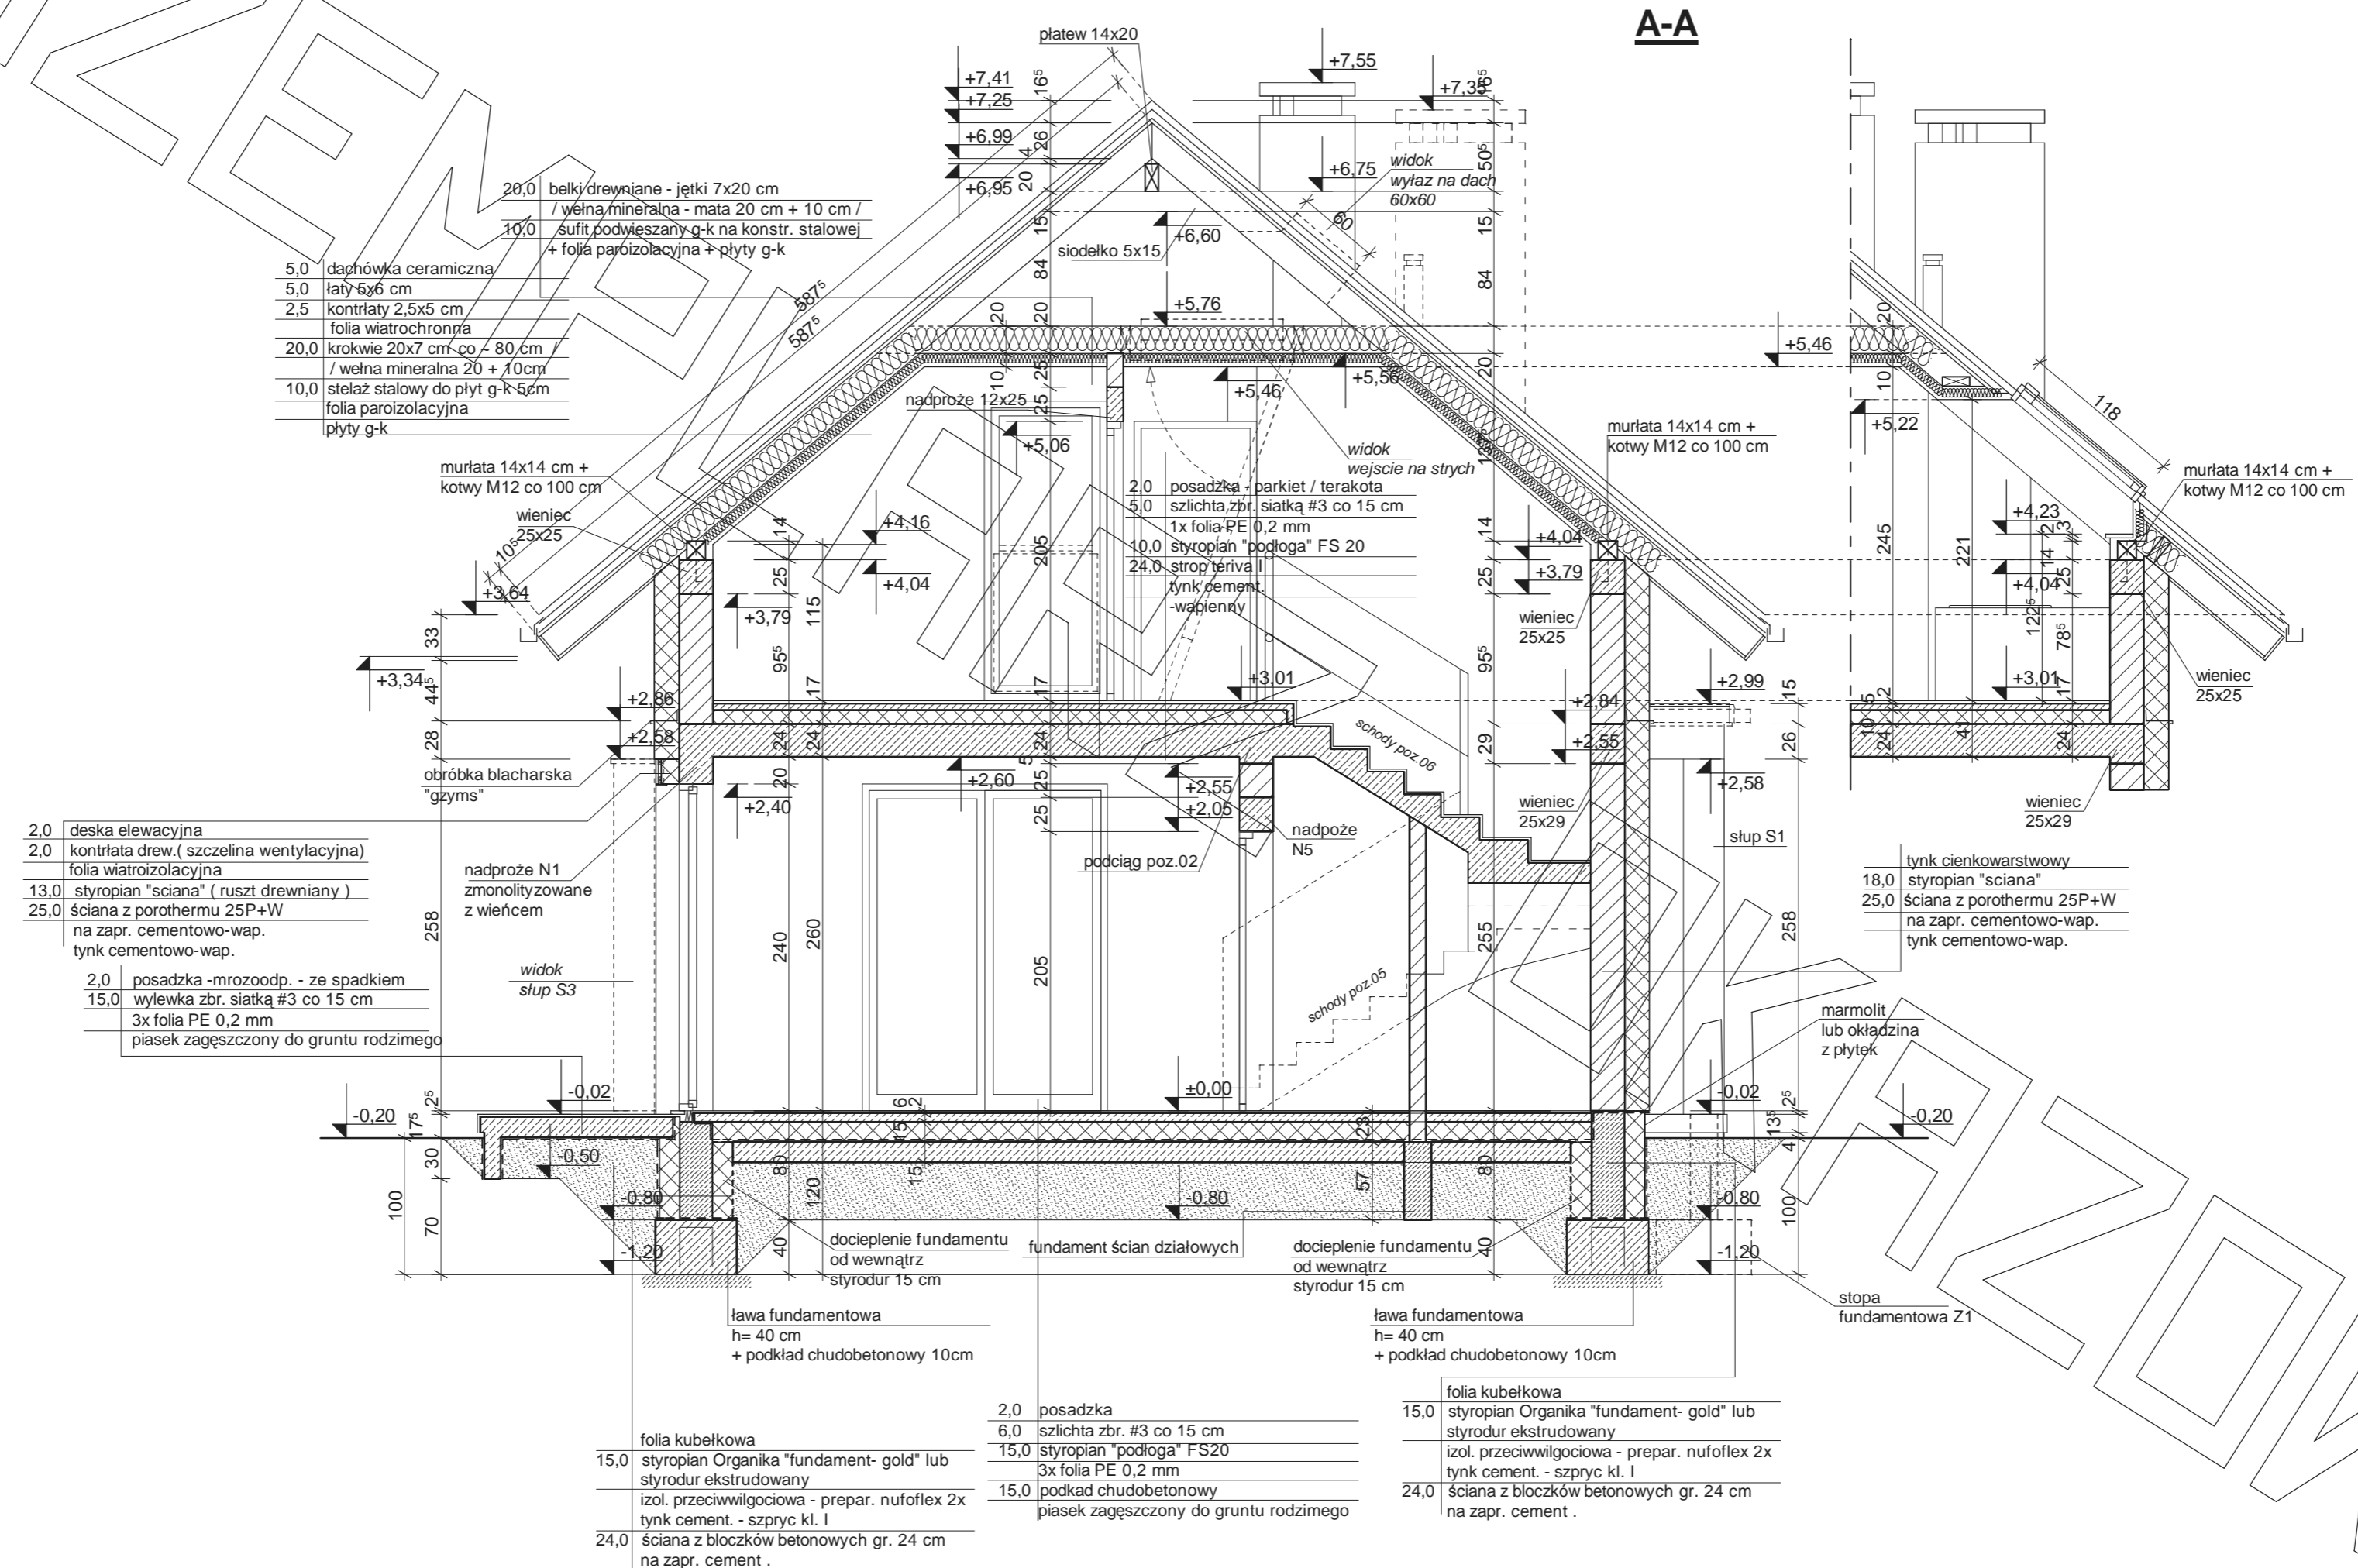 A-A
płatew 14x20
+7,41
+7,25
+6,99
+6,95
+7,55
+7,35
+6,75
widok
wyłaz na dach
60x60
+6,60
siodełko 5x15
+5,76
20,0 belki drewniane - jętki 7x20 cm
/ wełna mineralna - mata 20 cm + 10 cm /
10,0 sufit podwieszany g-k na konstr. stalowej
+ folia paroizolacyjna + płyty g-k
5,0 dachówka ceramiczna
5,0 łaty 5x6 cm
2,5 kontrłaty 2,5x5 cm
folia wiatrochronna
20,0 krokwie 20x7 cm co ~ 80 cm /
/ wełna mineralna 20 + 10cm
10,0 stelaż stalowy do płyt g-k 5cm
folia paroizolacyjna
płyty g-k
587⁵
587⁵
60
118
+5,46
+5,56
+5,46
+5,22
nadproże 12x25
+5,06
widok
wejscie na strych
murłata 14x14 cm +
kotwy M12 co 100 cm
murłata 14x14 cm +
kotwy M12 co 100 cm
murłata 14x14 cm +
kotwy M12 co 100 cm
wieniec
25x25
2,0 posadzka - parkiet / terakota
5,0 szlichta zbr. siatką #3 co 15 cm
1x folia PE 0,2 mm
10,0 styropian "podłoga" FS 20
24,0 strop teriva I
tynk cement.
-wapienny
+4,16
+4,04
+3,79
+3,64
+3,34
+4,04
+3,79
+4,23
+4,04
wieniec
25x25
wieniec
25x25
+3,01
+2,99
+3,01
+2,86
+2,58
+2,84
+2,55
+2,58
+2,60
+2,40
+2,55
+2,05
schody poz.06
obróbka blacharska
"gzyms"
nadpoże
N5
podciąg poz.02
wieniec
25x29
słup S1
wieniec
25x29
2,0 deska elewacyjna
2,0 kontrłata drew.( szczelina wentylacyjna)
folia wiatroizolacyjna
13,0 styropian "sciana" ( ruszt drewniany )
25,0 ściana z porothermu 25P+W
na zapr. cementowo-wap.
tynk cementowo-wap.
nadproże N1
zmonolityzowane
z wieńcem
tynk cienkowarstwowy
18,0 styropian "sciana"
25,0 ściana z porothermu 25P+W
na zapr. cementowo-wap.
tynk cementowo-wap.
widok
słup S3
2,0 posadzka -mrozoodp. - ze spadkiem
15,0 wylewka zbr. siatką #3 co 15 cm
3x folia PE 0,2 mm
piasek zagęszczony do gruntu rodzimego
schody poz.05
marmolit
lub okładzina
z płytek
258
240
260
205
255
258
±0,00
-0,02
-0,20
-0,02
-0,20
-0,50
-0,80
-0,80
-0,80
-1,20
-1,20
docieplenie fundamentu
od wewnątrz
styrodur 15 cm
fundament ścian działowych
docieplenie fundamentu
od wewnątrz
styrodur 15 cm
stopa
fundamentowa Z1
ława fundamentowa
h= 40 cm
+ podkład chudobetonowy 10cm
ława fundamentowa
h= 40 cm
+ podkład chudobetonowy 10cm
folia kubełkowa
15,0 styropian Organika "fundament- gold" lub
styrodur ekstrudowany
izol. przeciwwilgociowa - prepar. nufoflex 2x
tynk cement. - szpryc kl. I
24,0 ściana z bloczków betonowych gr. 24 cm
na zapr. cement .
2,0 posadzka
6,0 szlichta zbr. #3 co 15 cm
15,0 styropian "podłoga" FS20
3x folia PE 0,2 mm
15,0 podkad chudobetonowy
piasek zagęszczony do gruntu rodzimego
folia kubełkowa
15,0 styropian Organika "fundament- gold" lub
styrodur ekstrudowany
izol. przeciwwilgociowa - prepar. nufoflex 2x
tynk cement. - szpryc kl. I
24,0 ściana z bloczków betonowych gr. 24 cm
na zapr. cement .